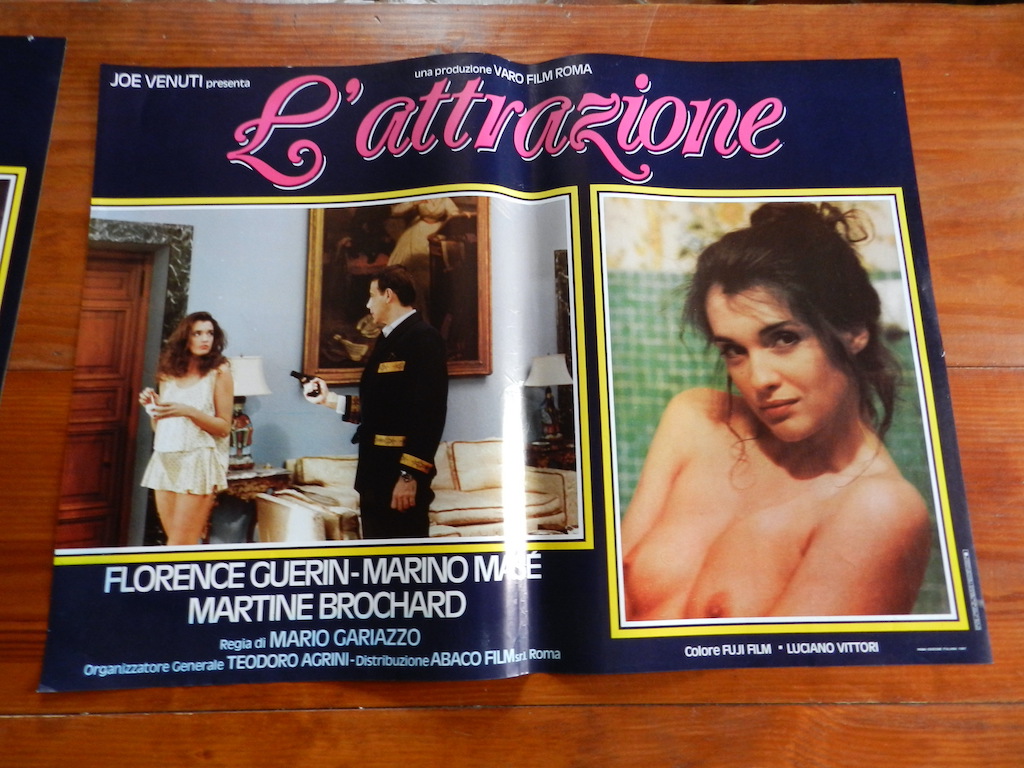 JOE VENUTI presenta
una produzione VARO FILM ROMA
L'attrazione
FLORENCE GUERIN-MARINO MASÉ
MARTINE BROCHARD
Regia di MARIO GARIAZZO
Organizzatore Generale TEODORO AGRINI-Distribuzione ABACO FILM s.r.l. Roma
Colore FUJI FILM • LUCIANO VITTORI